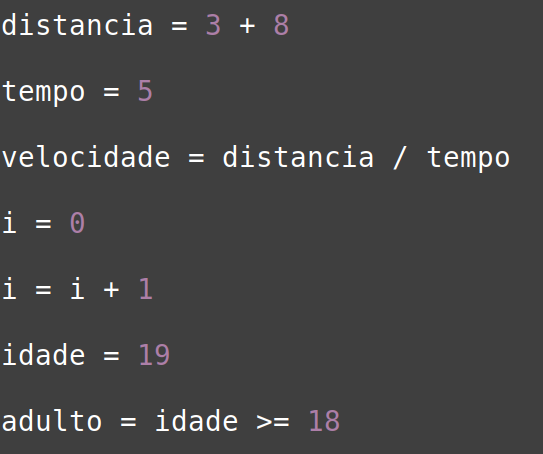 distancia = 3 + 8
tempo = 5
velocidade = distancia / tempo
i = 0
i = i + 1
idade = 19
adulto = idade >= 18